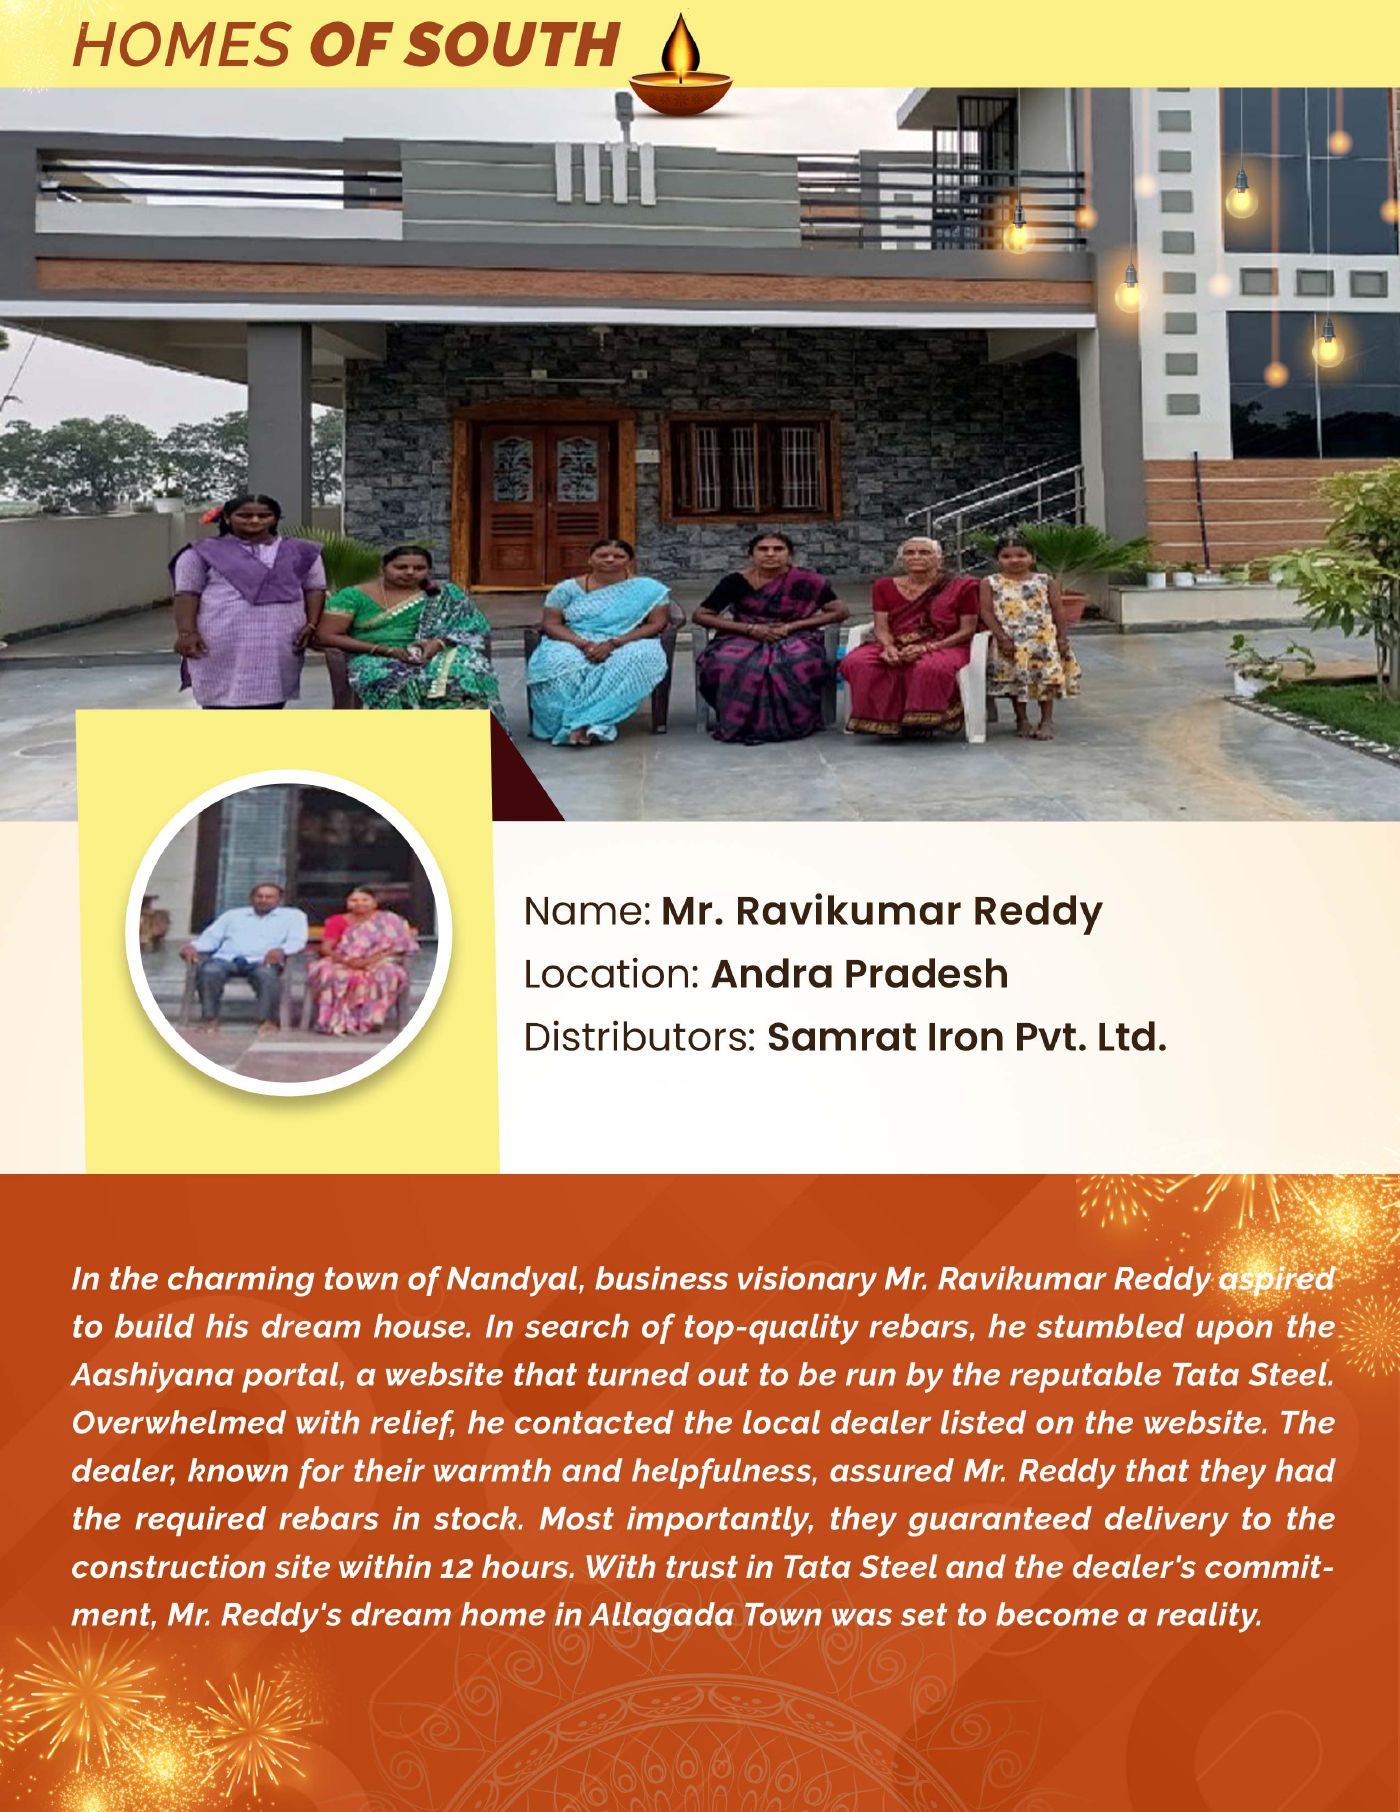 HOMES OF SOUTH
Name: Mr. Ravikumar Reddy
Location: Andra Pradesh
Distributors: Samrat Iron Pvt. Ltd.
In the charming town of Nandyal, business visionary Mr. Ravikumar Reddy aspired
to build his dream house. In search of top-quality rebars, he stumbled upon the
Aashiyana portal, a website that turned out to be run by the reputable Tata Steel.
Overwhelmed with relief, he contacted the local dealer listed on the website. The
dealer, known for their warmth and helpfulness, assured Mr. Reddy that they had
the required rebars in stock. Most importantly, they guaranteed delivery to the
construction site within 12 hours. With trust in Tata Steel and the dealer's commit-
ment, Mr. Reddy's dream home in Allagada Town was set to become a reality.